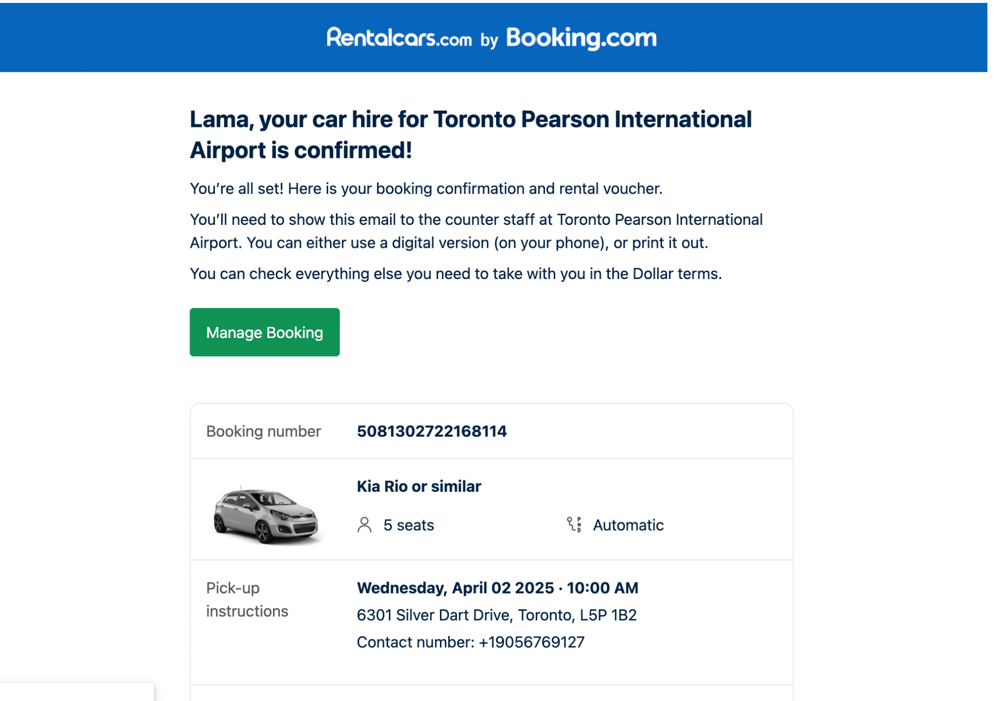 Rentalcars.com by Booking.com
Lama, your car hire for Toronto Pearson International
Airport is confirmed!
You’re all set! Here is your booking confirmation and rental voucher.
You’ll need to show this email to the counter staff at Toronto Pearson International
Airport. You can either use a digital version (on your phone), or print it out.
You can check everything else you need to take with you in the Dollar terms.
Manage Booking
Booking number 5081302722168114
Kia Rio or similar
5 seats P N D Automatic
Pick-up Wednesday, April 02 2025 · 10:00 AM
instructions 6301 Silver Dart Drive, Toronto, L5P 1B2
Contact number: +19056769127